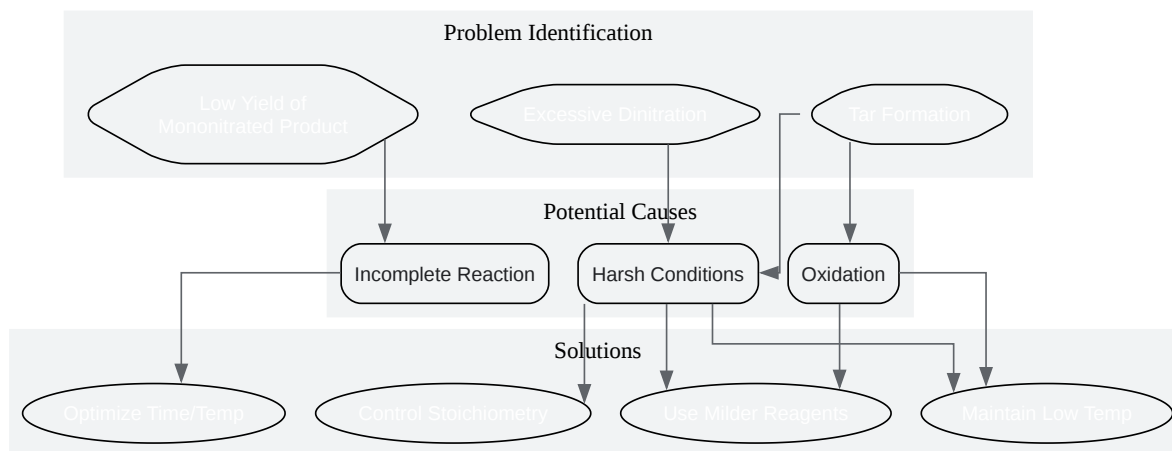 Problem Identification
Low Yield of
Mononitrated Product
Excessive Dinitration
Tar Formation
Potential Causes
Incomplete Reaction
Harsh Conditions
Oxidation
Solutions
Optimize Time/Temp
Control Stoichiometry
Use Milder Reagents
Maintain Low Temp